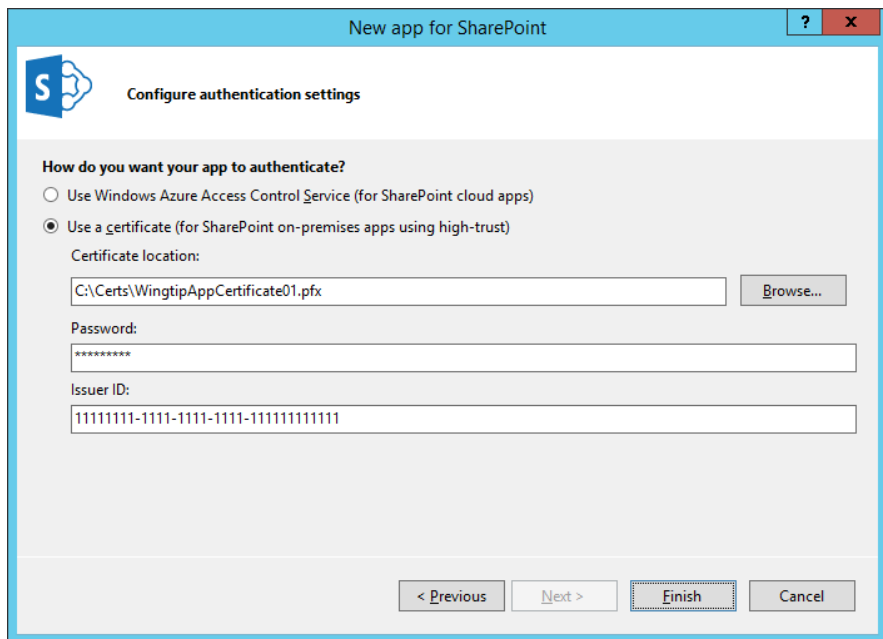 New app for SharePoint
?
x
S
Configure authentication settings
How do you want your app to authenticate?
Use Windows Azure Access Control Service (for SharePoint cloud apps)
Use a certificate (for SharePoint on-premises apps using high-trust)
Certificate location:
C:\Certs\WingtipAppCertificate01.pfx
Browse...
Password:
*********
Issuer ID:
11111111-1111-1111-1111-111111111111
< Previous
Next >
Finish
Cancel